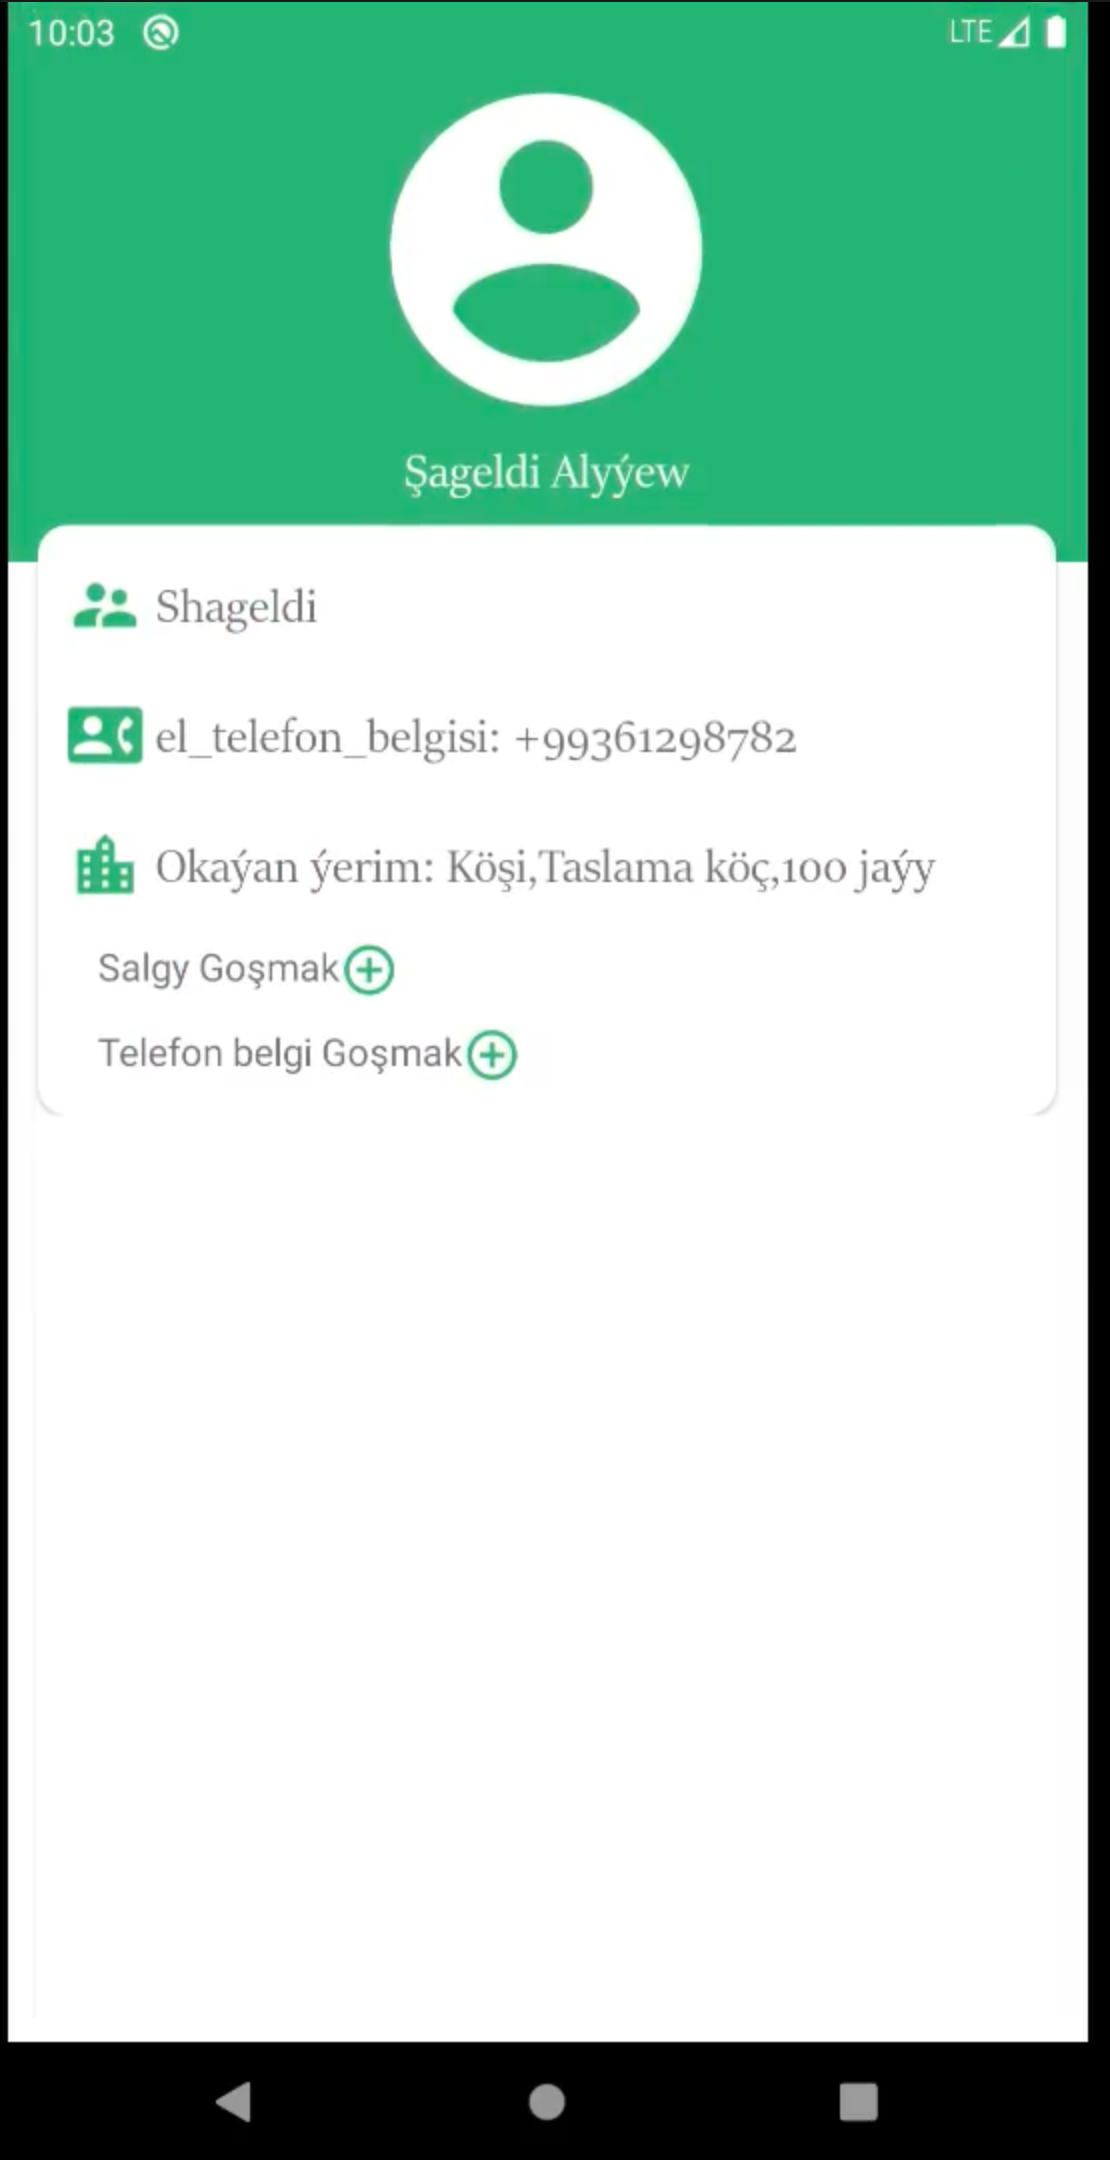 10:03 LTE
Şageldi Alyýew
Shageldi
el_telefon_belgisi: +99361298782
Okaýan ýerim: Köşi,Taslama köç,100 jaýy
Salgy Goşmak
Telefon belgi Goşmak